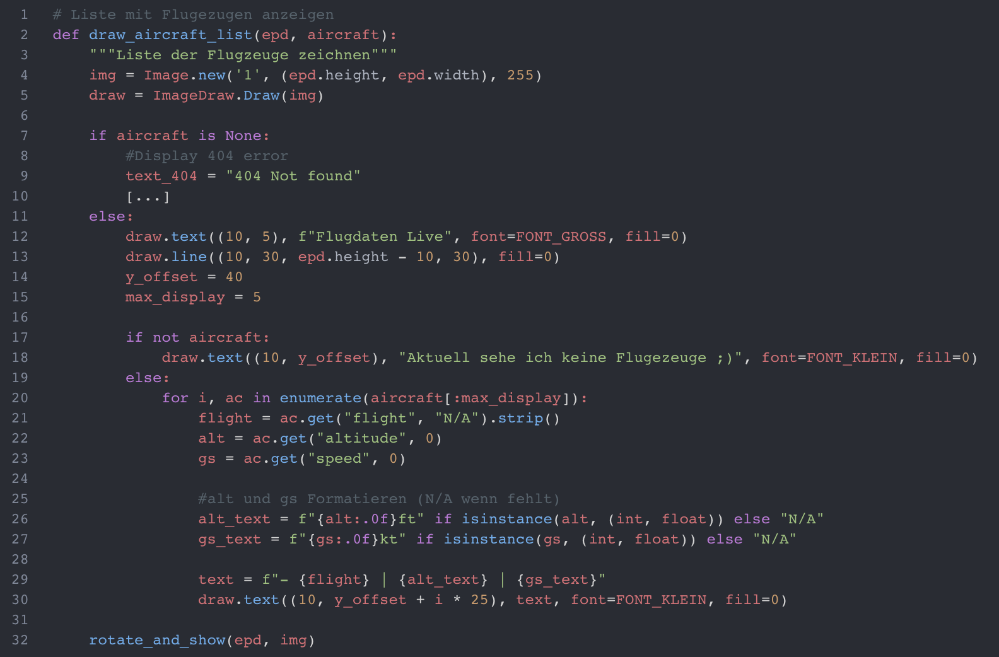 1 # Liste mit Flugezugen anzeigen
2 def draw_aircraft_list(epd, aircraft):
3     """Liste der Flugzeuge zeichnen"""
4     img = Image.new('1', (epd.height, epd.width), 255)
5     draw = ImageDraw.Draw(img)
6
7     if aircraft is None:
8         #Display 404 error
9         text_404 = "404 Not found"
10         [...]
11     else:
12         draw.text((10, 5), f"Flugdaten Live", font=FONT_GROSS, fill=0)
13         draw.line((10, 30, epd.height - 10, 30), fill=0)
14         y_offset = 40
15         max_display = 5
16
17         if not aircraft:
18             draw.text((10, y_offset), "Aktuell sehe ich keine Flugezeuge ;)", font=FONT_KLEIN, fill=0)
19         else:
20             for i, ac in enumerate(aircraft[:max_display]):
21                 flight = ac.get("flight", "N/A").strip()
22                 alt = ac.get("altitude", 0)
23                 gs = ac.get("speed", 0)
24
25                 #alt und gs Formatieren (N/A wenn fehlt)
26                 alt_text = f"{alt:.0f}ft" if isinstance(alt, (int, float)) else "N/A"
27                 gs_text = f"{gs:.0f}kt" if isinstance(gs, (int, float)) else "N/A"
28
29                 text = f"- {flight} | {alt_text} | {gs_text}"
30                 draw.text((10, y_offset + i * 25), text, font=FONT_KLEIN, fill=0)
31
32     rotate_and_show(epd, img)